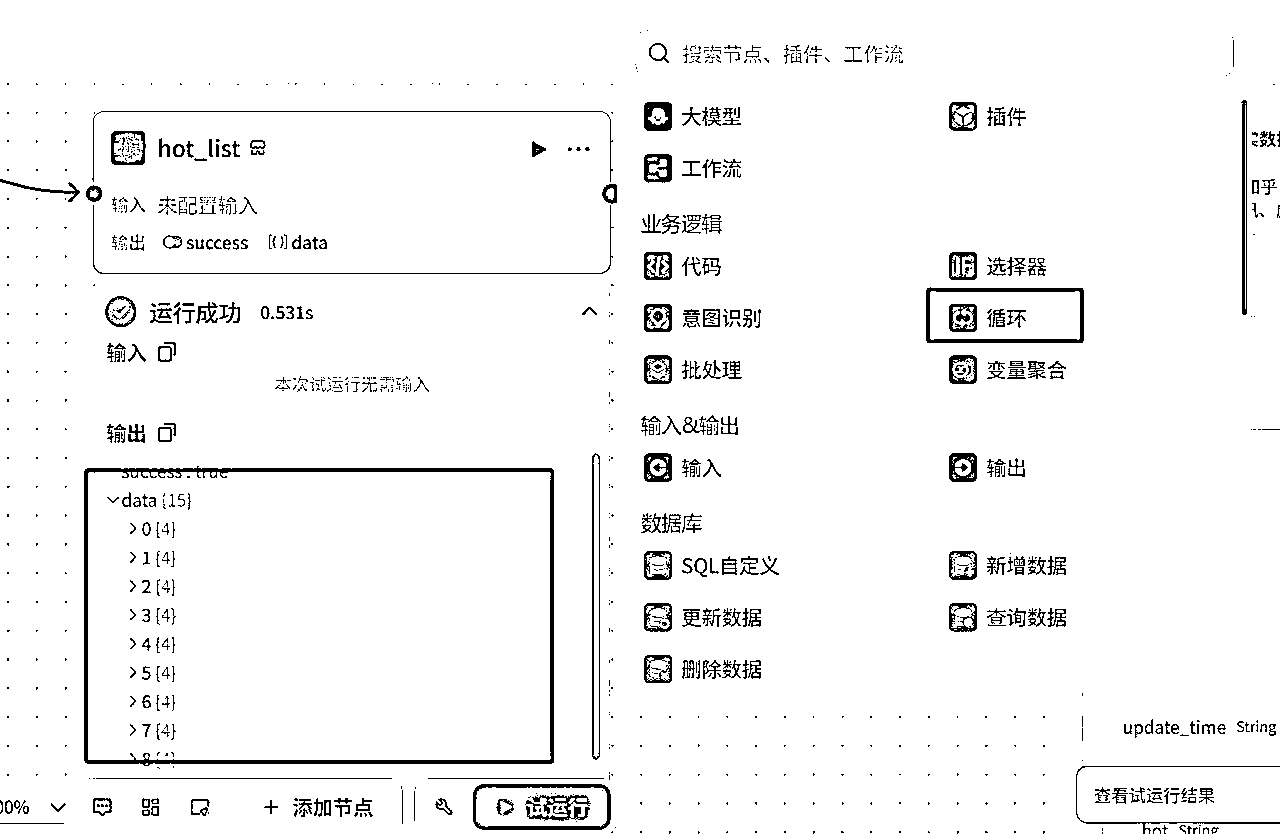 hot_list
输入 未配置输入
输出 success [()]data
运行成功 0.531s
输入
本次试运行无需输入
输出
success:true
data {15}
0 {4}
1 {4}
2 {4}
3 {4}
4 {4}
5 {4}
6 {4}
7 {4}
8 {4}
00%
添加节点
试运行
搜索节点、插件、工作流
大模型 插件
工作流
业务逻辑
代码 选择器
意图识别 循环
批处理 变量聚合
输入&输出
输入 输出
数据库
SQL自定义 新增数据
更新数据 查询数据
删除数据
update_time String
查看试运行结果
hot String